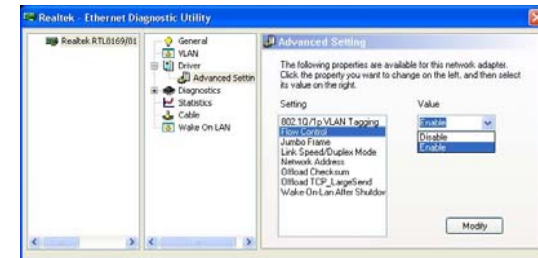 Realtek - Ethernet Diagnostic Utility
Realtek RTL8169/81
General
VLAN
Driver
Advanced Settin
Diagnostics
Statistics
Cable
Wake On LAN
Advanced Setting
The following properties are available for this network adapter.
Click the property you want to change on the left, and then select
its value on the right.
Setting
802.1Q/1p VLAN Tagging
Flow Control
Jumbo Frame
Link Speed/Duplex Mode
Network Address
Offload Checksum
Offload TCP_LargeSend
Wake-On-Lan After Shutdow
Value
Enable
Disable
Enable
Modify